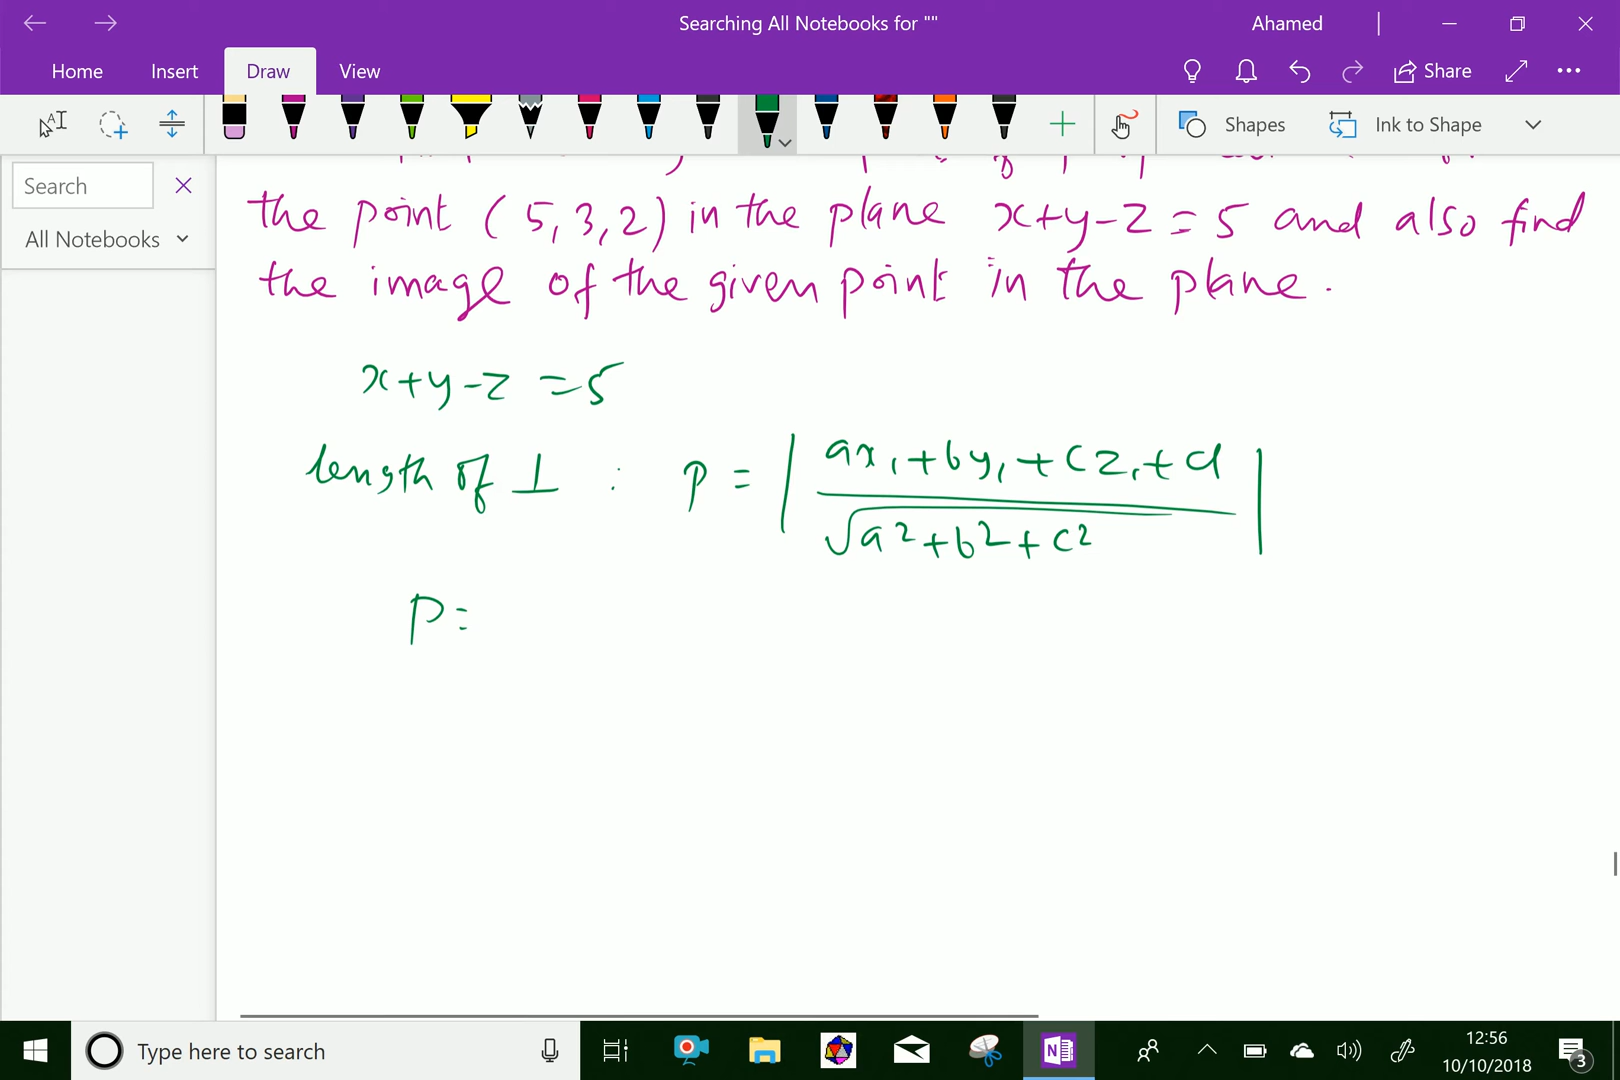 Searching All Notebooks for ""
Ahamed
Home
Insert
Draw
View
Share
Shapes
Ink to Shape
Search
All Notebooks
the point (5,3,2) in the plane x+y-z=5 and also find
the image of the given point in the plane.
x+y-z=5
length of ⊥ : p = | ax₁+by₁+cz₁+d / √a²+b²+c² |
P=
Type here to search
12:56
10/10/2018
3